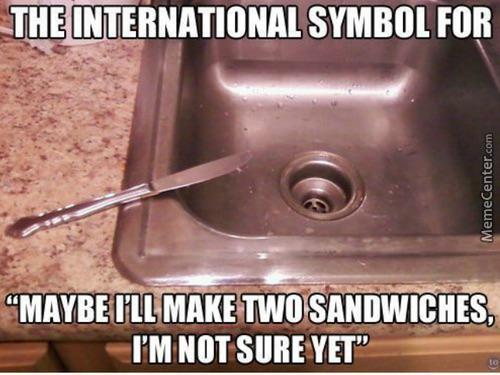 THE INTERNATIONAL SYMBOL FOR
MemeCenter.com
“MAYBE I'LL MAKE TWO SANDWICHES,
I'M NOT SURE YET”